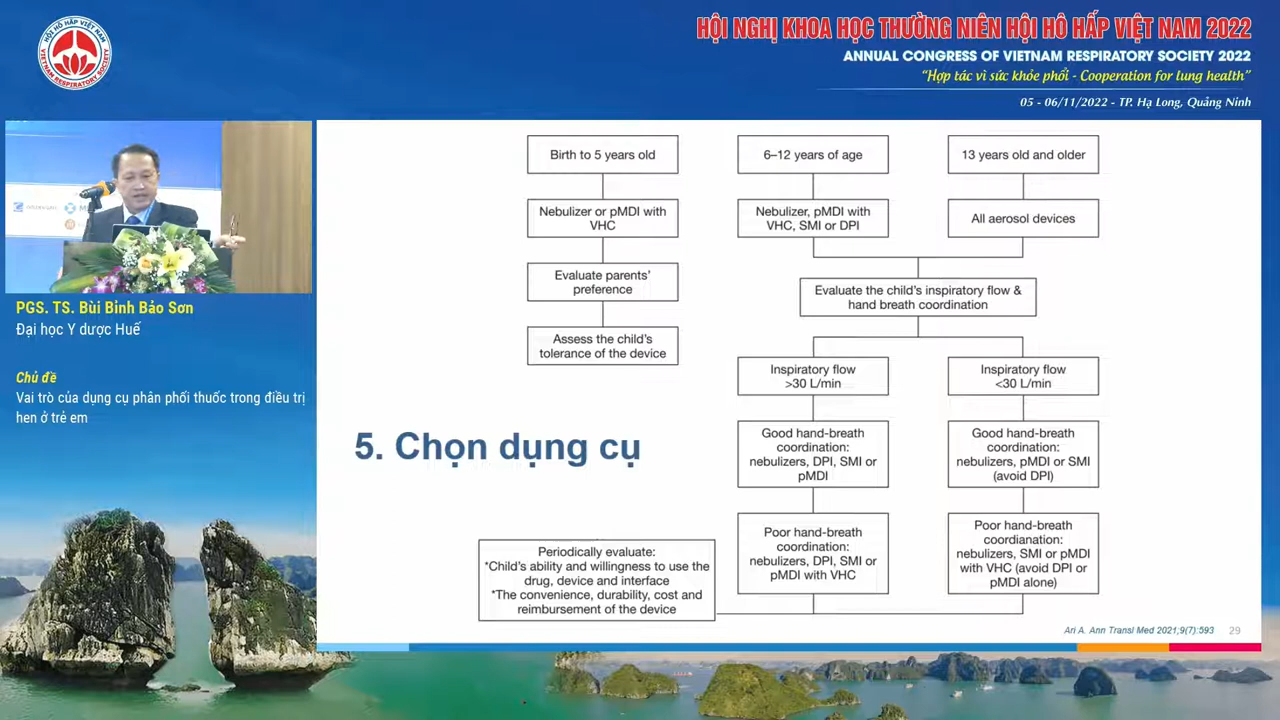 HỘI HÔ HẤP VIỆT NAM
VIETNAM RESPIRATORY SOCIETY
HỘI NGHỊ KHOA HỌC THƯỜNG NIÊN HỘI HÔ HẤP VIỆT NAM 2022
ANNUAL CONGRESS OF VIETNAM RESPIRATORY SOCIETY 2022
“Hợp tác vì sức khỏe phổi - Cooperation for lung health”
05 - 06/11/2022 - TP. Hạ Long, Quảng Ninh
PGS. TS. Bùi Bỉnh Bảo Sơn
Đại học Y dược Huế
Chủ đề
Vai trò của dụng cụ phân phối thuốc trong điều trị
hen ở trẻ em
Birth to 5 years old
Nebulizer or pMDI with
VHC
Evaluate parents’
preference
Assess the child’s
tolerance of the device
6–12 years of age
Nebulizer, pMDI with
VHC, SMI or DPI
13 years old and older
All aerosol devices
Evaluate the child’s inspiratory flow &
hand breath coordination
Inspiratory flow
>30 L/min
Good hand-breath
coordination:
nebulizers, DPI, SMI or
pMDI
Poor hand-breath
coordination:
nebulizers, DPI, SMI or
pMDI with VHC
Inspiratory flow
<30 L/min
Good hand-breath
coordination:
nebulizers, pMDI or SMI
(avoid DPI)
Poor hand-breath
coordianation:
nebulizers, SMI or pMDI
with VHC (avoid DPI or
pMDI alone)
5. Chọn dụng cụ
Periodically evaluate:
*Child’s ability and willingness to use the
drug, device and interface
*The convenience, durability, cost and
reimbursement of the device
Ari A. Ann Transl Med 2021;9(7):593
29